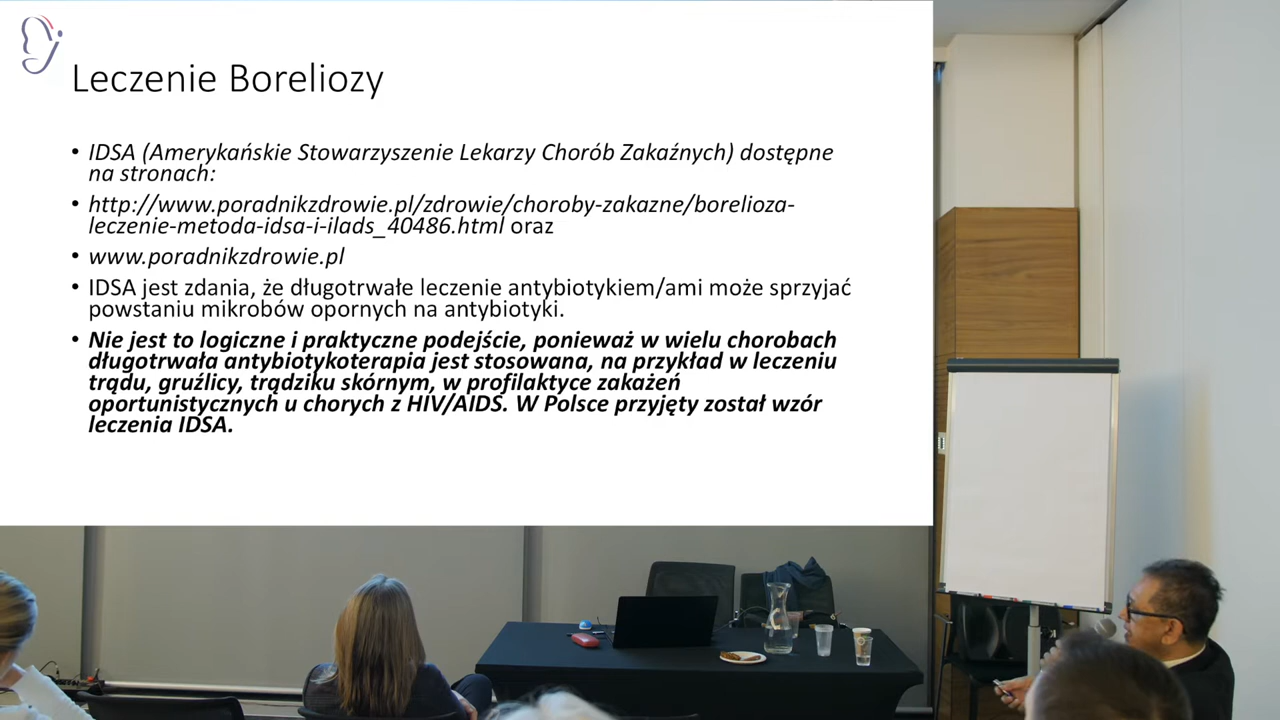 Leczenie Boreliozy
• IDSA (Amerykańskie Stowarzyszenie Lekarzy Chorób Zakaźnych) dostępne
na stronach:
• http://www.poradnikzdrowie.pl/zdrowie/choroby-zakazne/borelioza-
leczenie-metoda-idsa-i-ilads_40486.html oraz
• www.poradnikzdrowie.pl
• IDSA jest zdania, że długotrwałe leczenie antybiotykiem/ami może sprzyjać
powstaniu mikrobów opornych na antybiotyki.
• Nie jest to logiczne i praktyczne podejście, ponieważ w wielu chorobach
długotrwała antybiotykoterapia jest stosowana, na przykład w leczeniu
trądu, gruźlicy, trądziku skórnym, w profilaktyce zakażeń
oportunistycznych u chorych z HIV/AIDS. W Polsce przyjęty został wzór
leczenia IDSA.